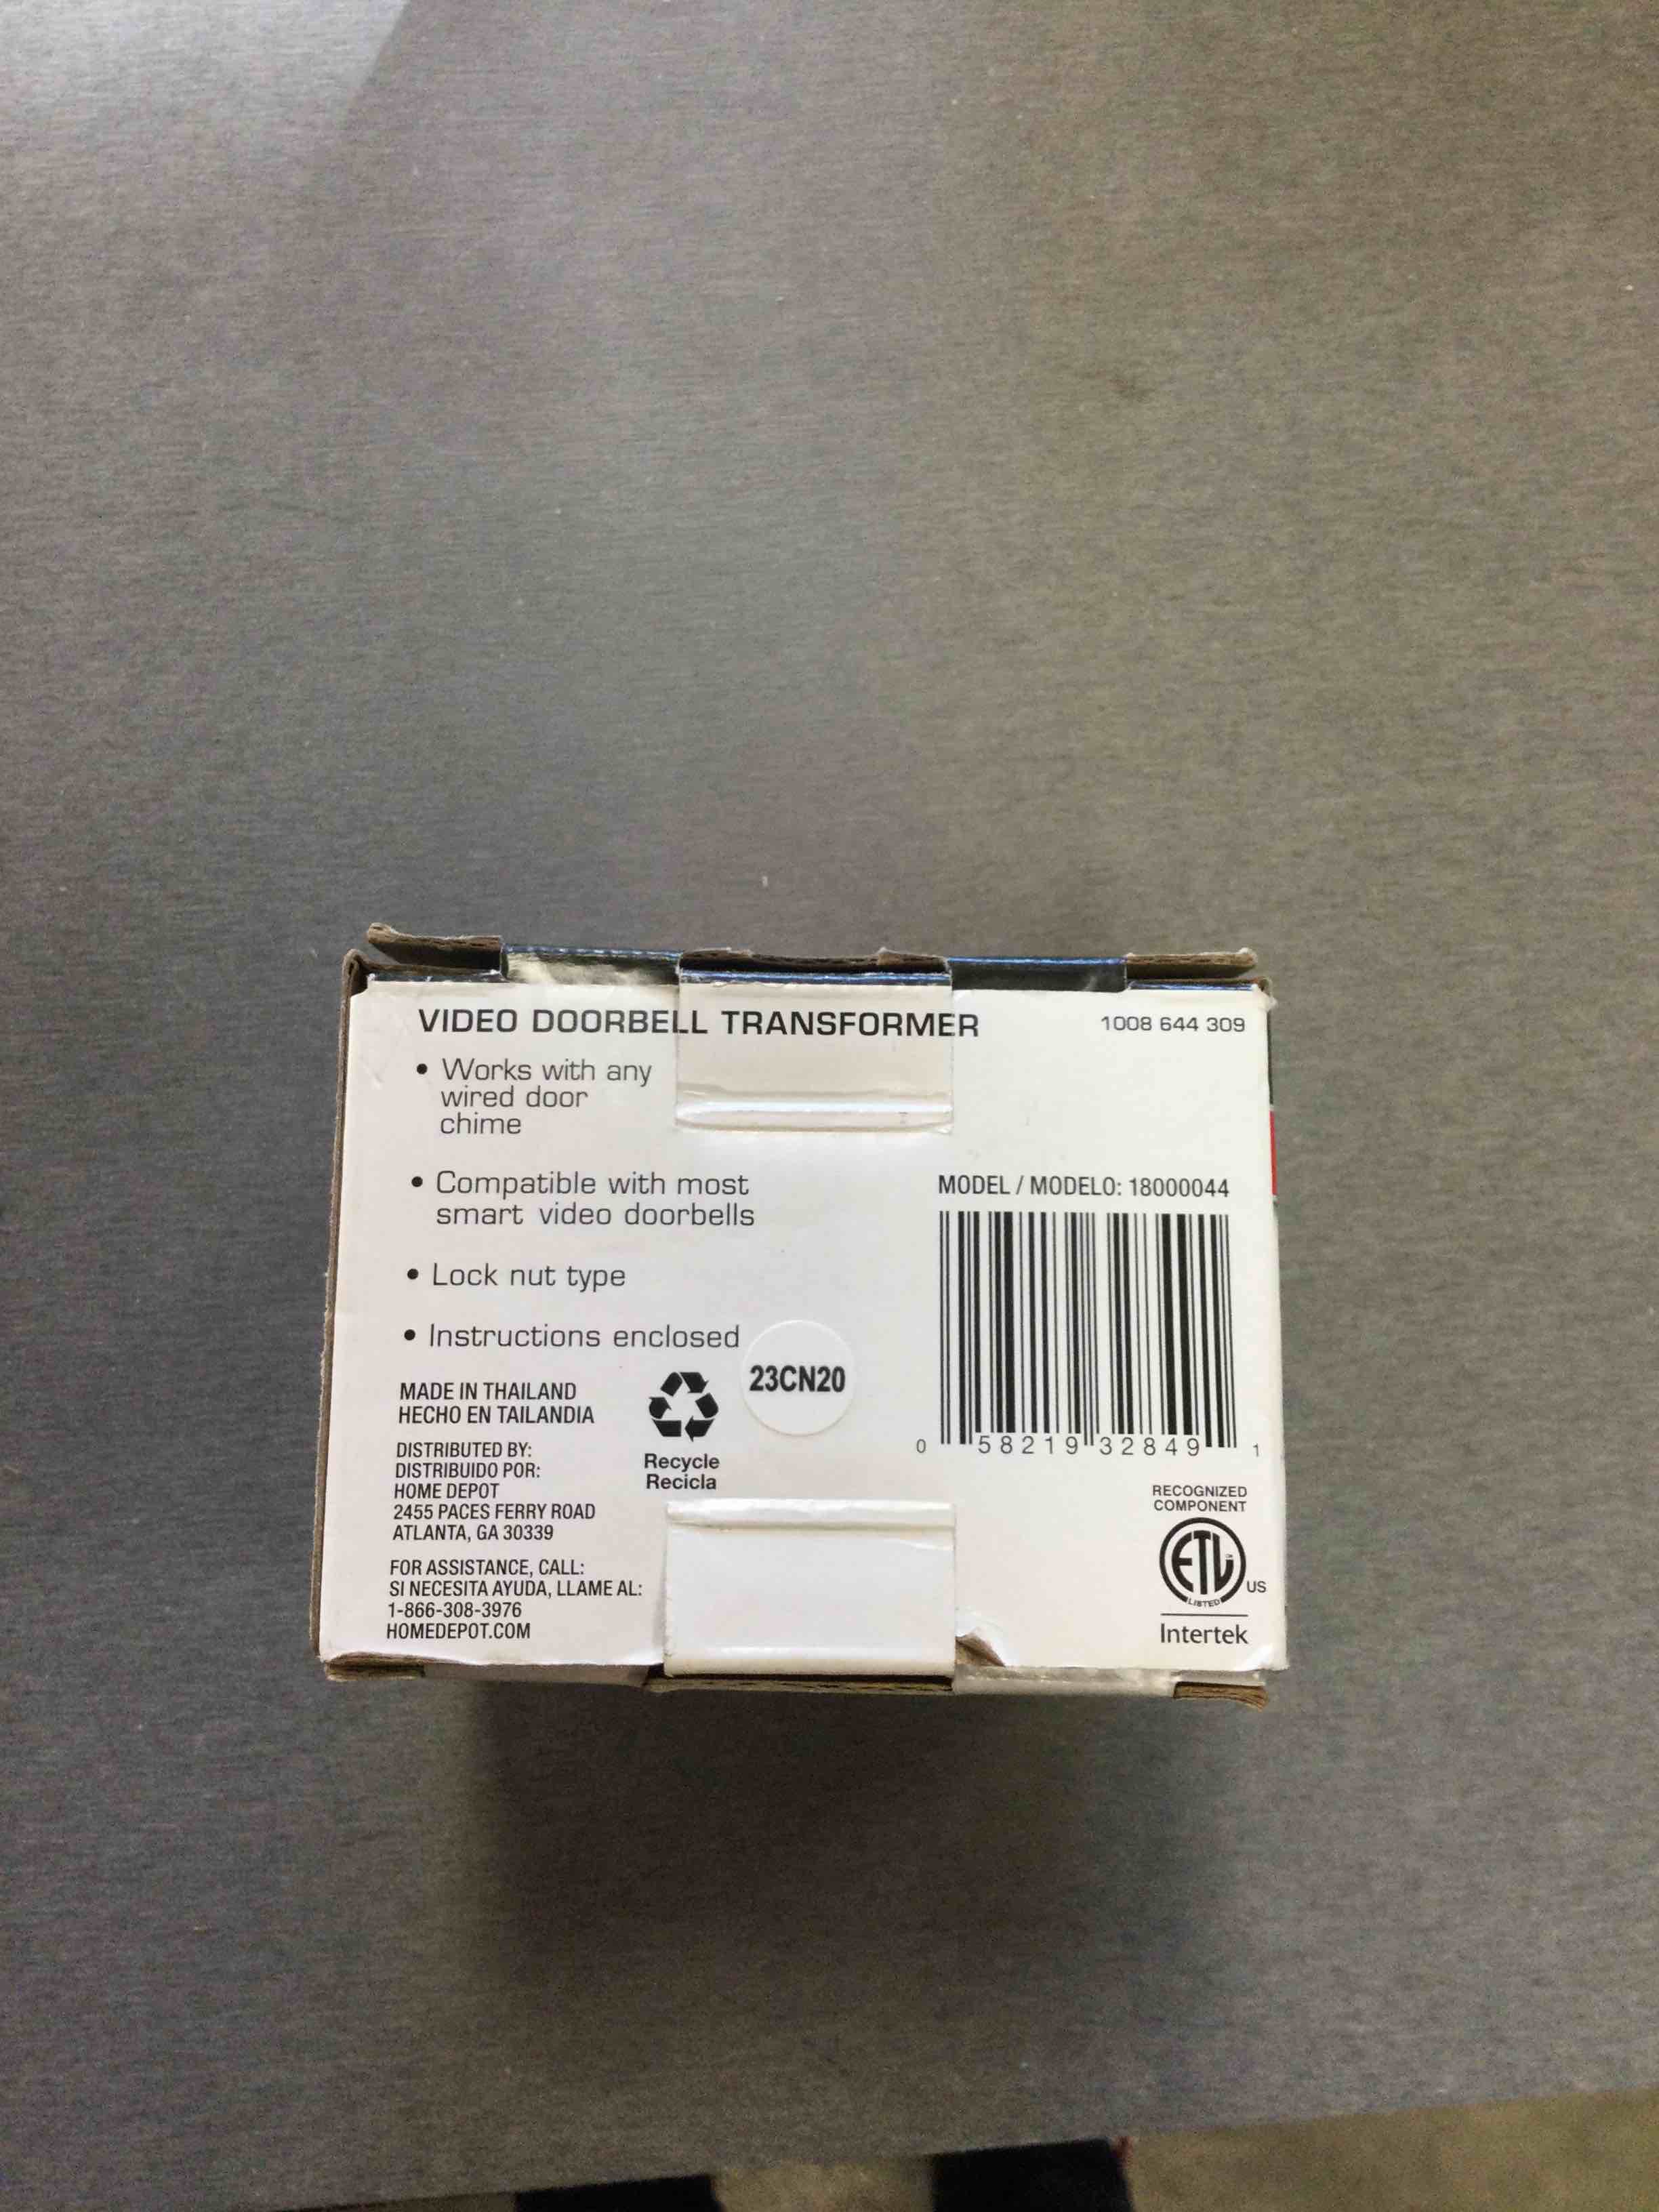 VIDEO DOORBELL TRANSFORMER
1008 644 309
• Works with any
wired door
chime
• Compatible with most
smart video doorbells
• Lock nut type
• Instructions enclosed
MODEL / MODELO: 18000044
0 58219 32849 1
23CN20
MADE IN THAILAND
HECHO EN TAILANDIA
Recycle
Recicla
DISTRIBUTED BY:
DISTRIBUIDO POR:
HOME DEPOT
2455 PACES FERRY ROAD
ATLANTA, GA 30339
FOR ASSISTANCE, CALL:
SI NECESITA AYUDA, LLAME AL:
1-866-308-3976
HOMEDEPOT.COM
RECOGNIZED
COMPONENT
ETL
LISTED
US
Intertek